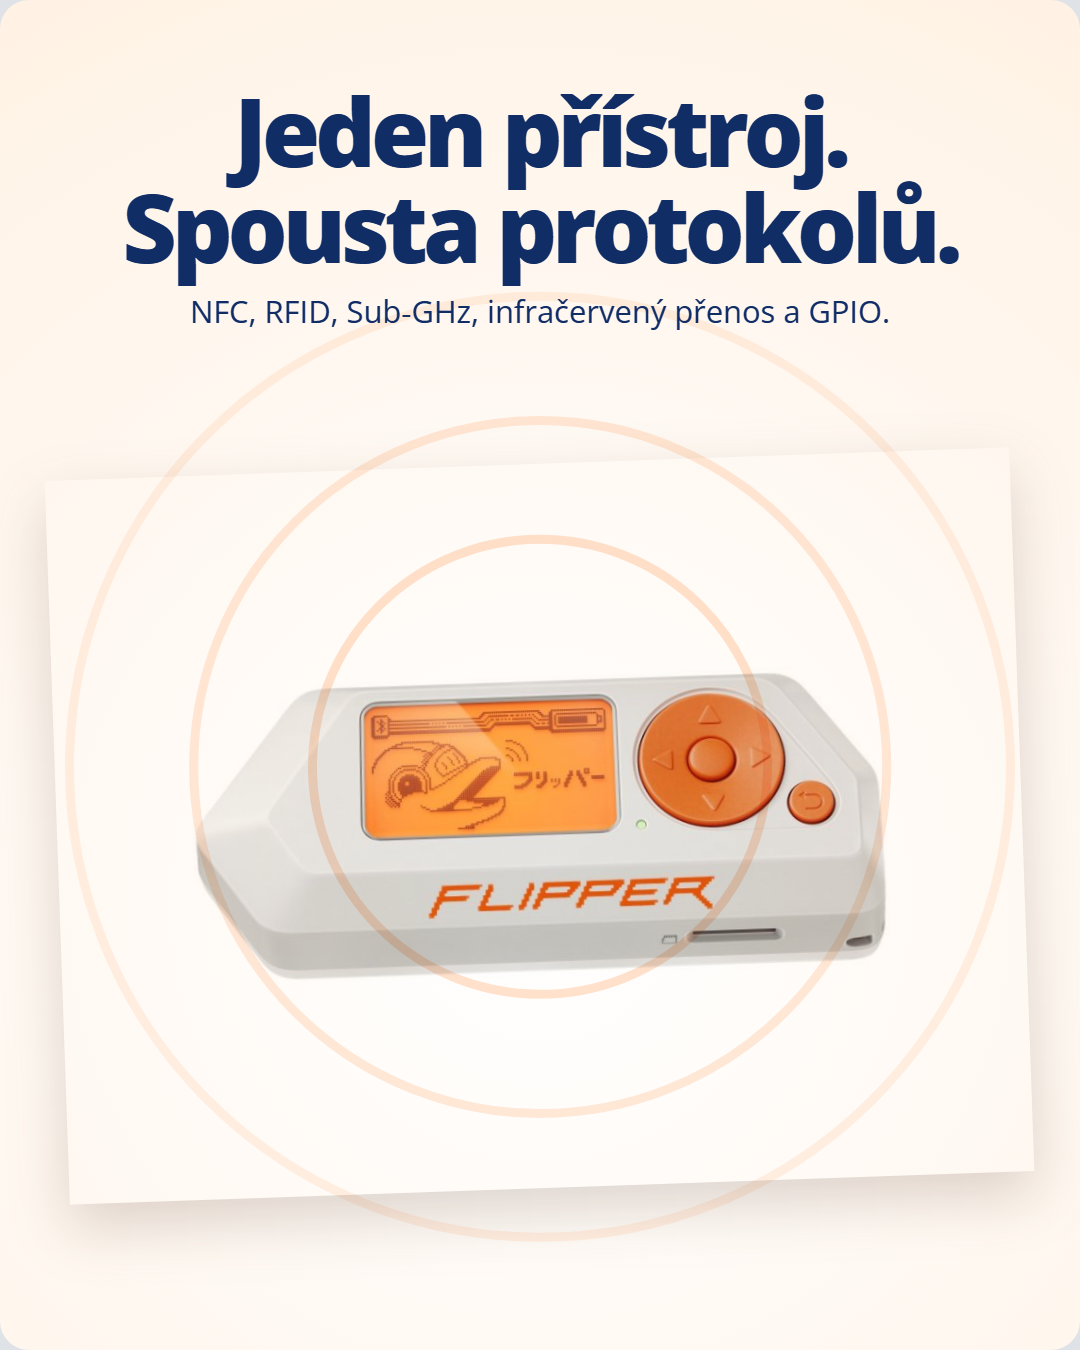 Jeden přístroj.
Spousta protokolů.
NFC, RFID, Sub-GHz, infračervený přenos a GPIO.
フリッパー
FLIPPER